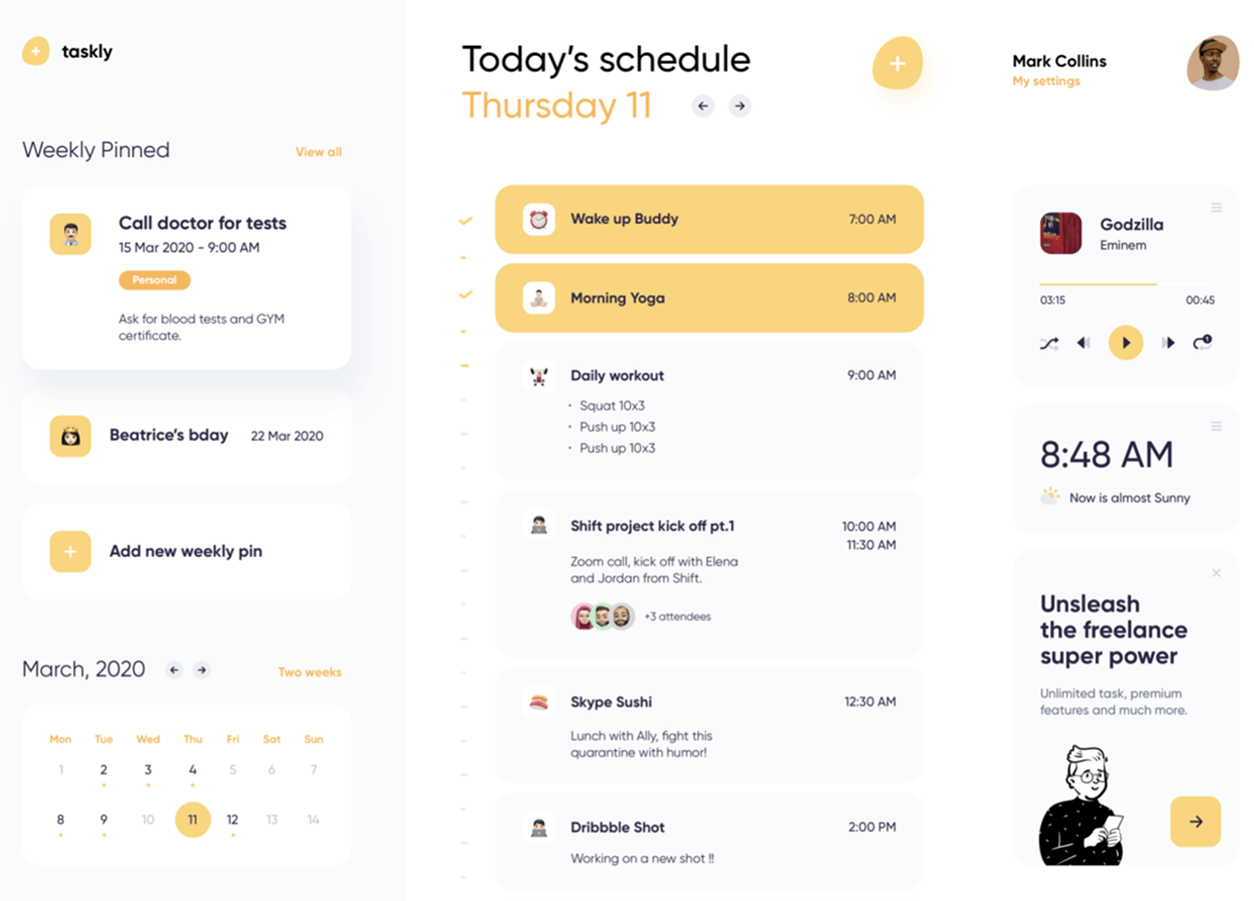 taskly
Weekly Pinned
View all
Call doctor for tests
15 Mar 2020 - 9:00 AM
Personal
Ask for blood tests and GYM
certificate.
Beatrice's bday 22 Mar 2020
+ Add new weekly pin
March, 2020
Two weeks
Mon Tue Wed Thu Fri Sat Sun
1 2 3 4 5 6 7
8 9 10 11 12 13 14
Today's schedule
Thursday 11
Wake up Buddy 7:00 AM
Morning Yoga 8:00 AM
Daily workout 9:00 AM
· Squat 10x3
· Push up 10x3
· Push up 10x3
Shift project kick off pt.1 10:00 AM
11:30 AM
Zoom call, kick off with Elena
and Jordan from Shift.
+3 attendees
Skype Sushi 12:30 AM
Lunch with Ally, fight this
quarantine with humor!
Dribbble Shot 2:00 PM
Working on a new shot !!
Mark Collins
My settings
Godzilla
Eminem
03:15 00:45
1
8:48 AM
Now is almost Sunny
Unsleash
the freelance
super power
Unlimited task, premium
features and much more.